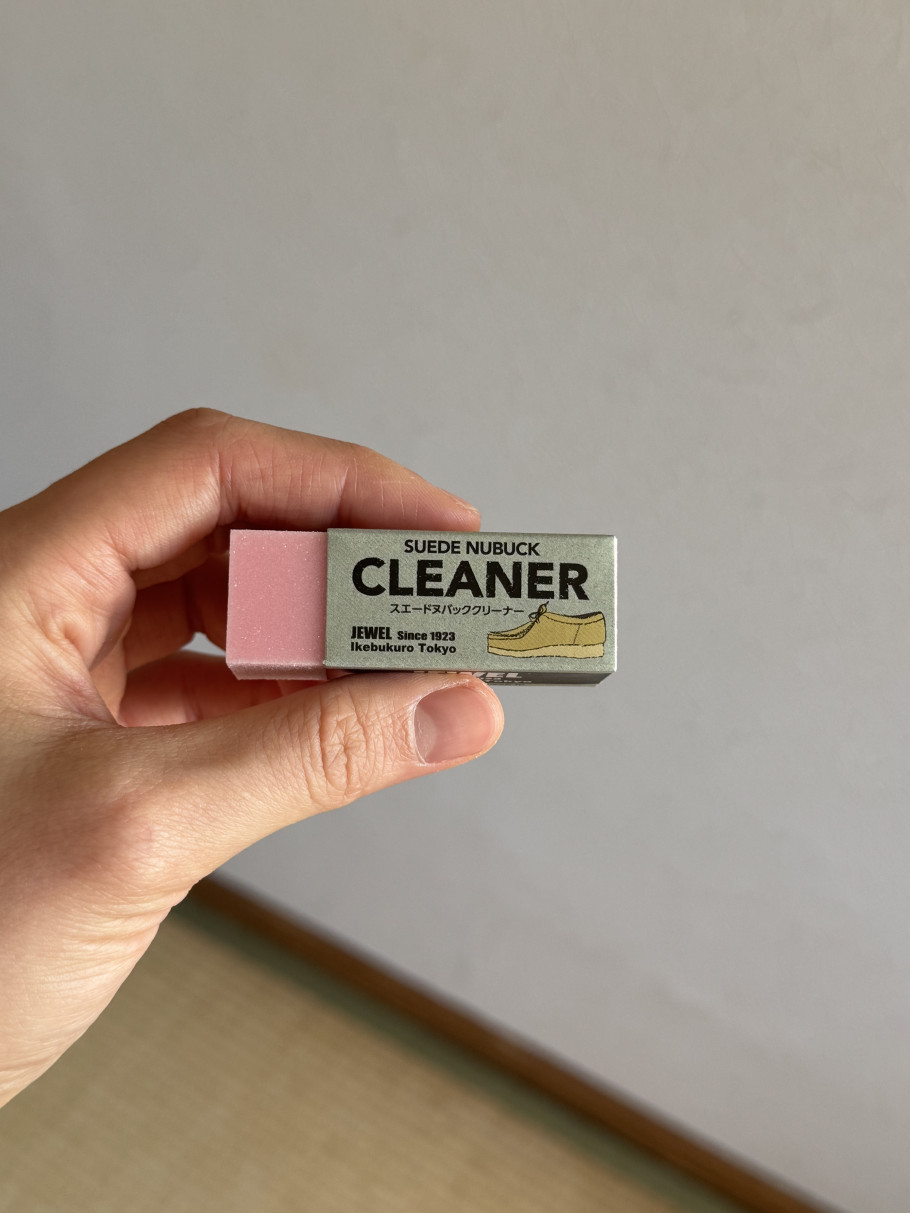 SUEDE NUBUCK
CLEANER
スエードヌバッククリーナー
JEWEL Since 1923
Ikebukuro Tokyo